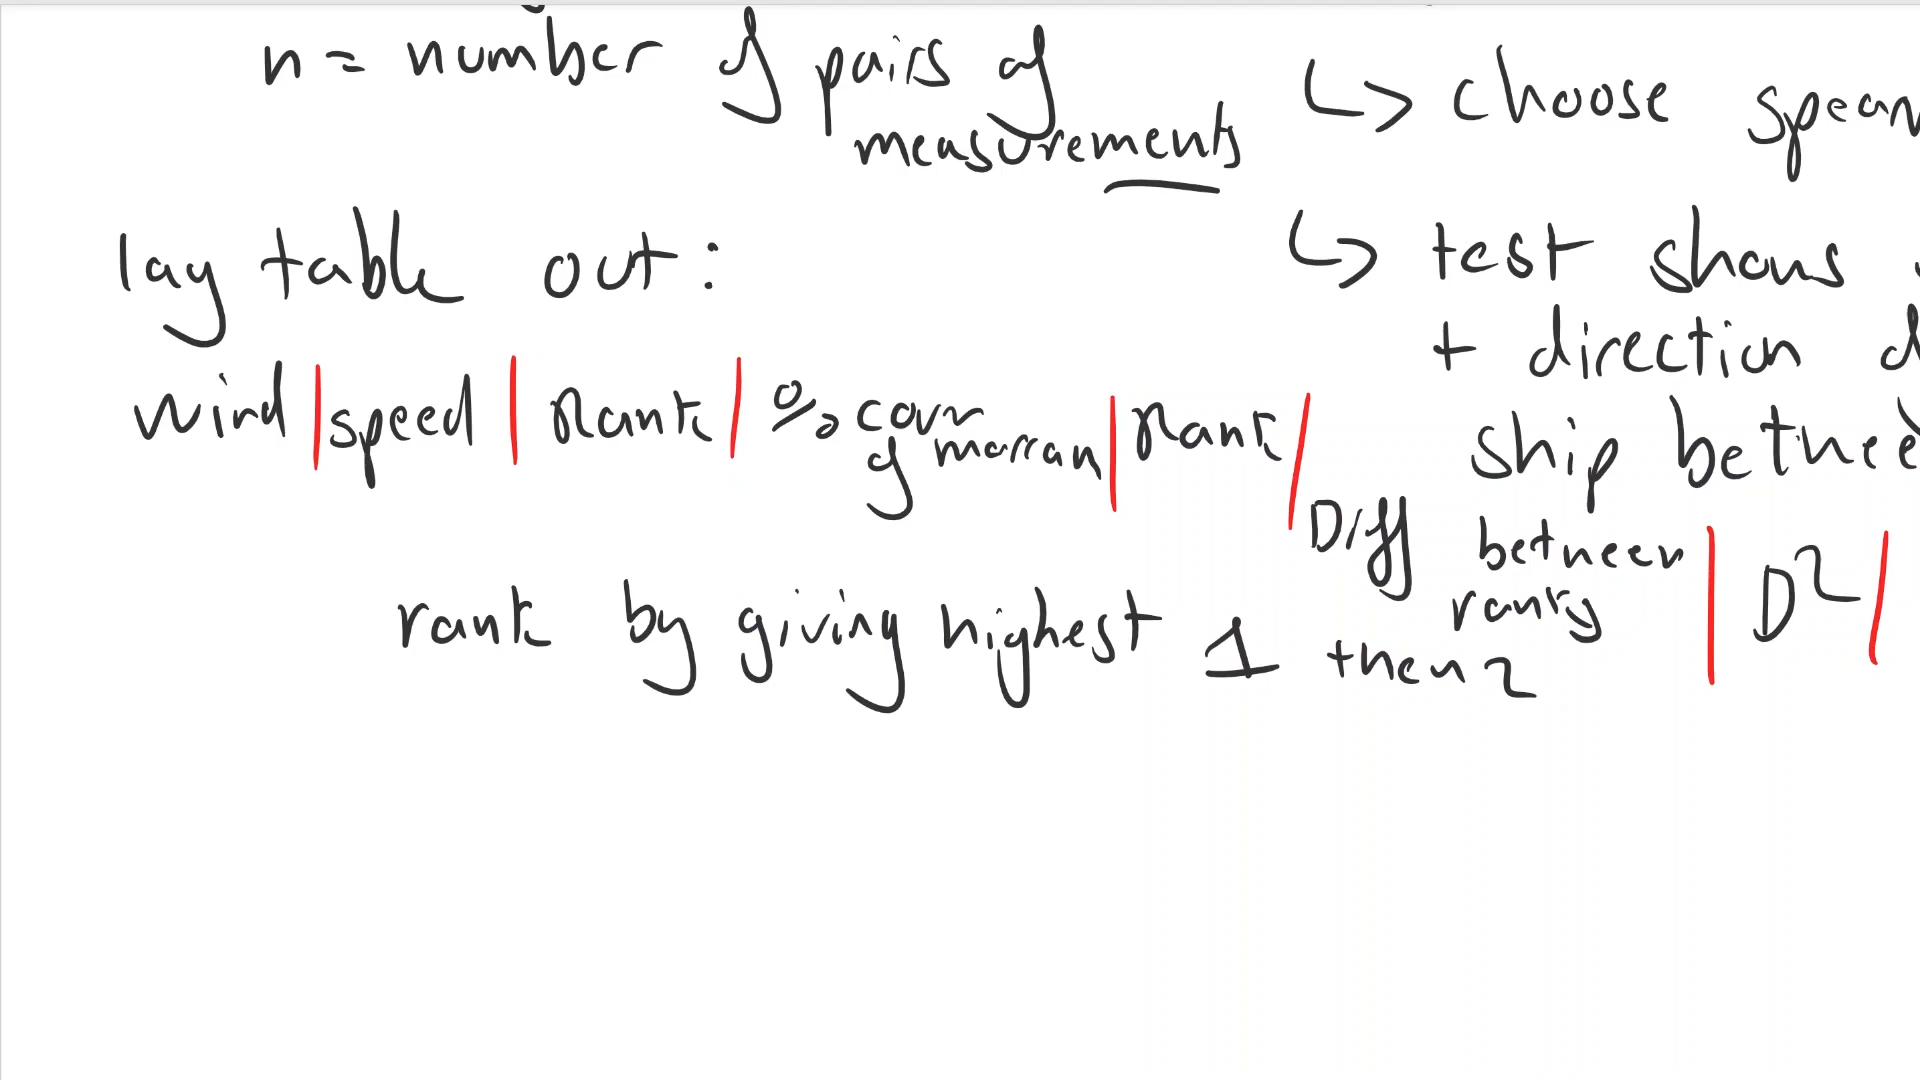 n = number of pairs of
measurements
lay table out:
wind | speed | Rank | % cover
of marram | Rank |
rank by giving highest 1 then 2
↳ choose spear
↳ test shows
+ direction
ship betwee
Diff between
ranks | D² |